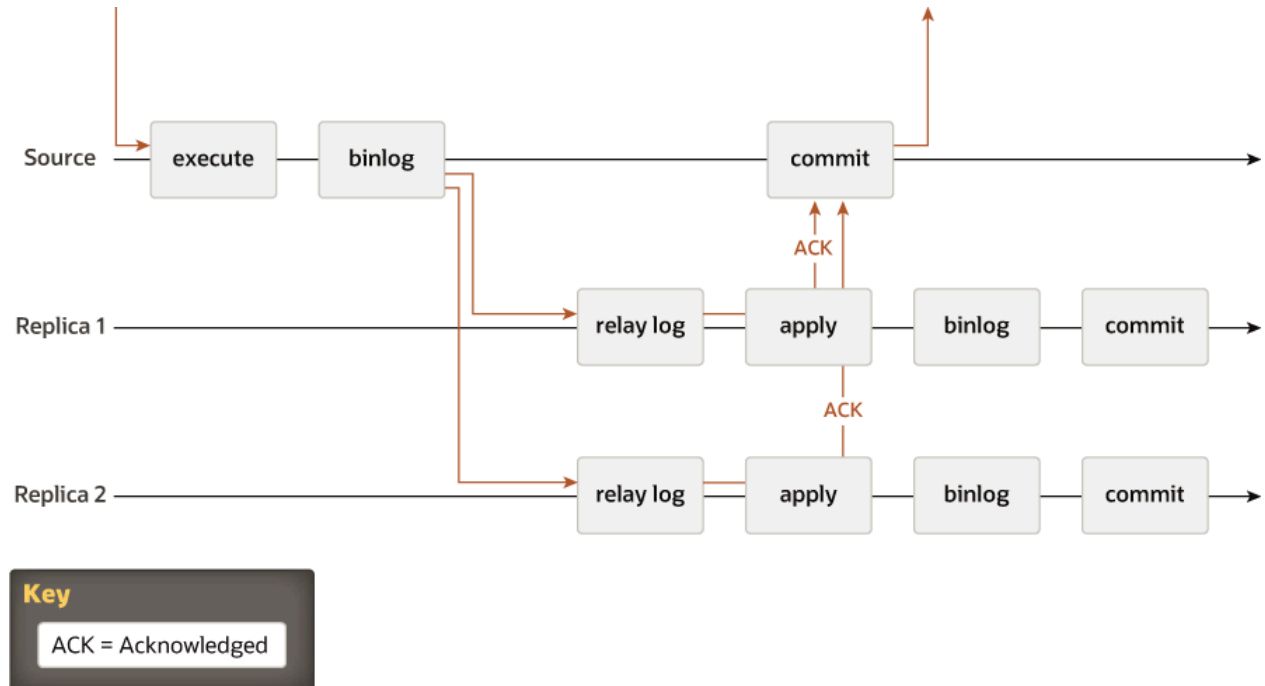 Source
execute
binlog
commit
ACK
Replica 1
relay log
apply
binlog
commit
ACK
Replica 2
relay log
apply
binlog
commit
Key
ACK = Acknowledged